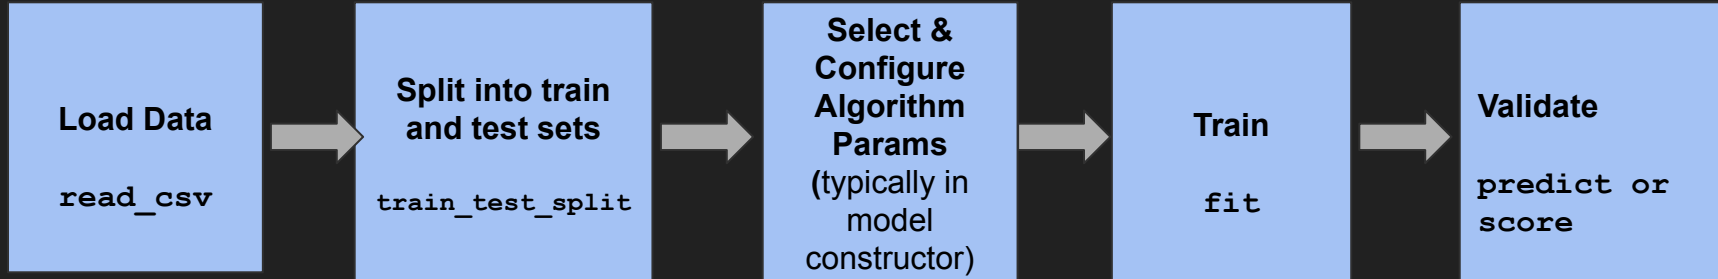 Load Data
read_csv
Split into train
and test sets
train_test_split
Select &
Configure
Algorithm
Params
(typically in
model
constructor)
Train
fit
Validate
predict or
score